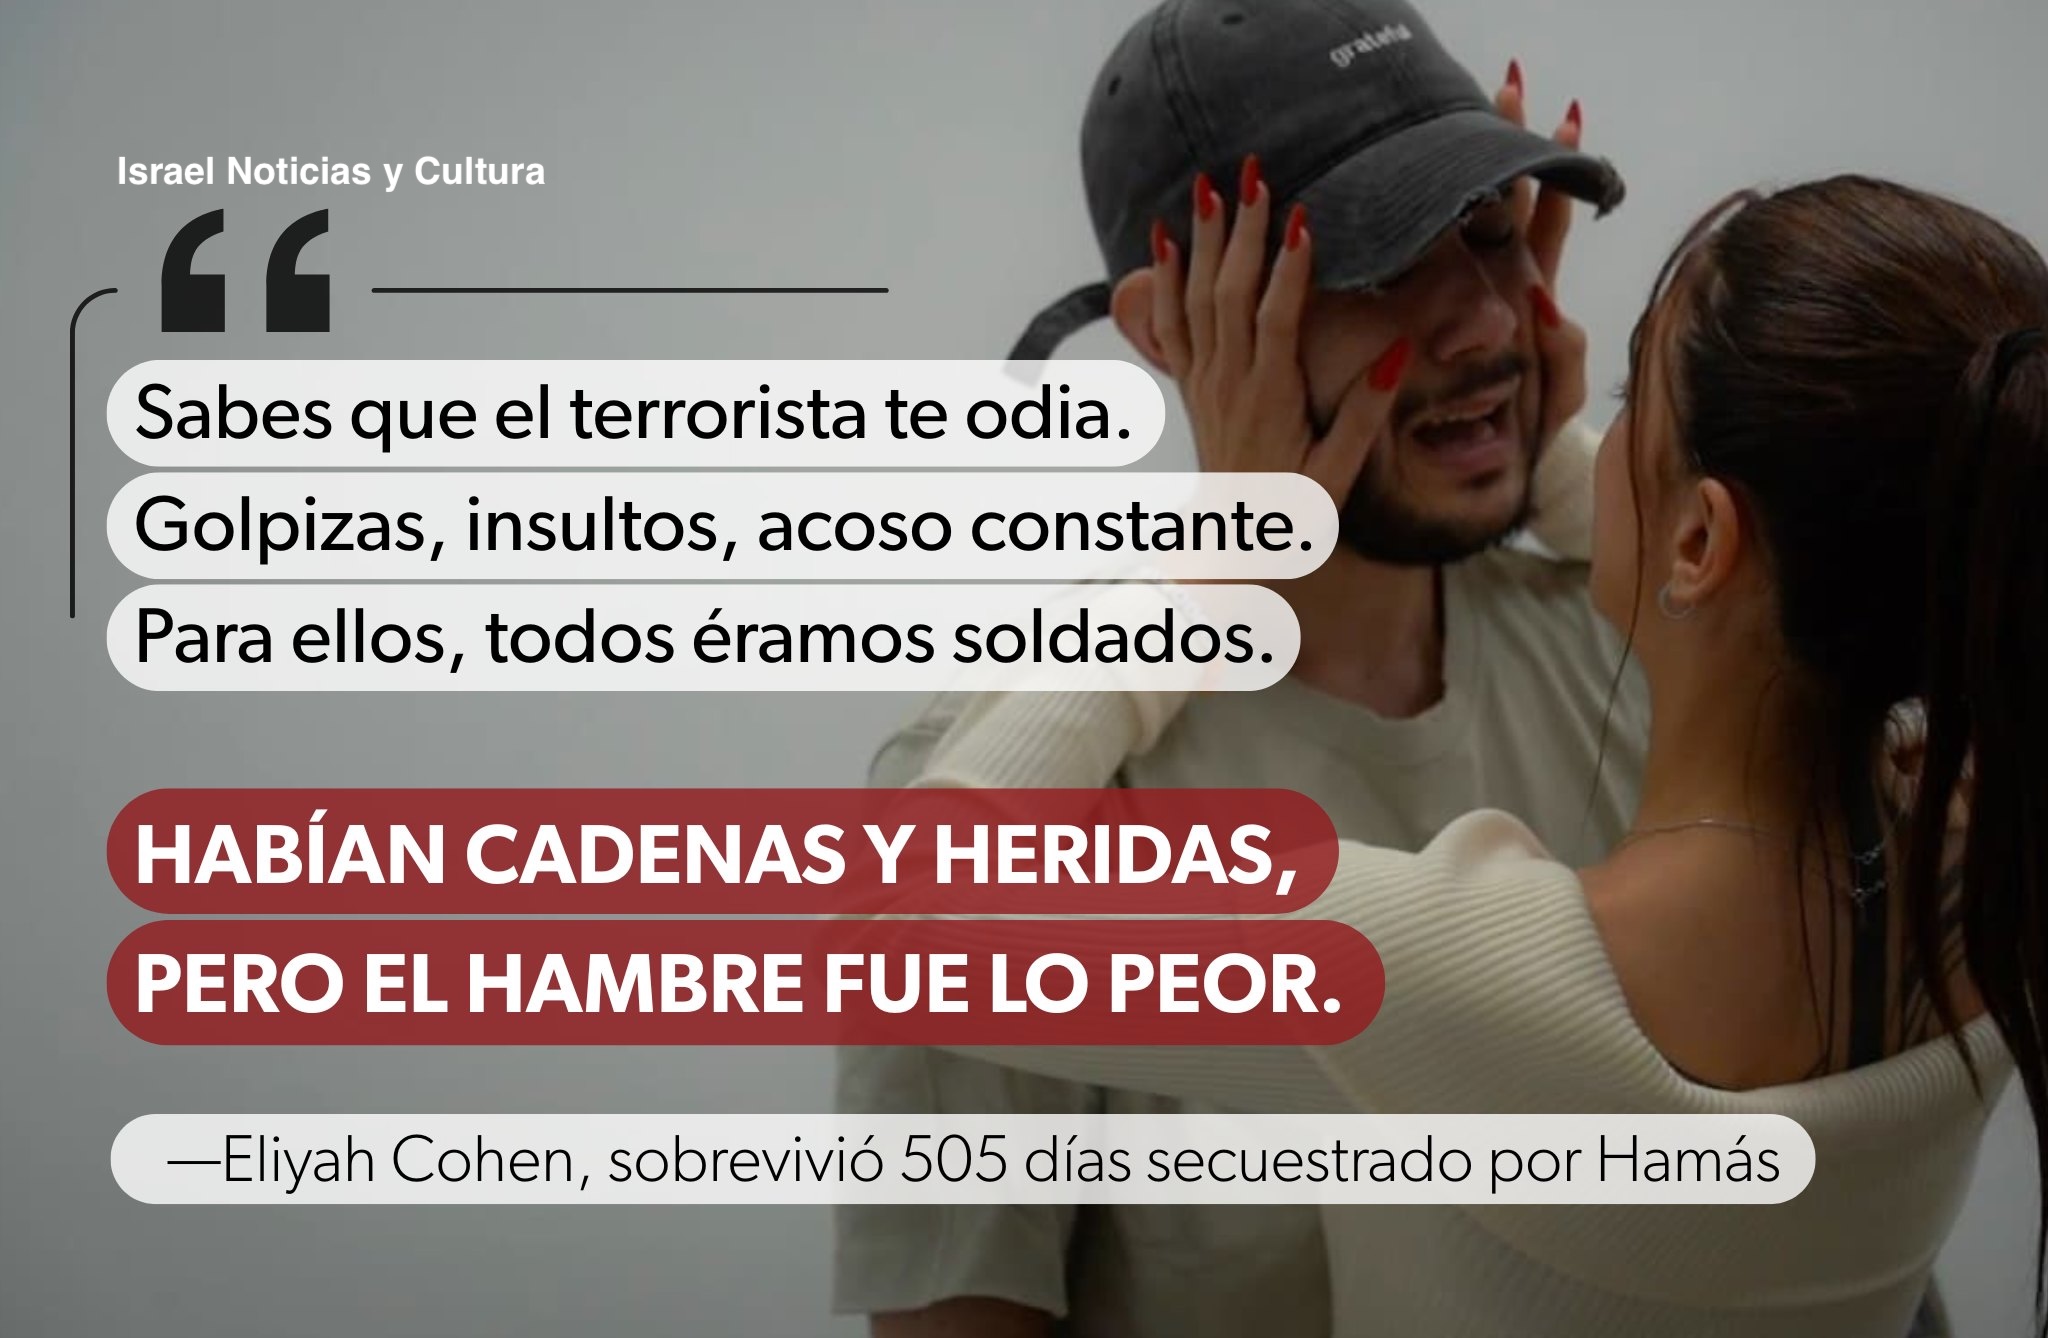 grateful
Israel Noticias y Cultura
“
Sabes que el terrorista te odia.
Golpizas, insultos, acoso constante.
Para ellos, todos éramos soldados.
HABÍAN CADENAS Y HERIDAS,
PERO EL HAMBRE FUE LO PEOR.
—Eliyah Cohen, sobrevivió 505 días secuestrado por Hamás